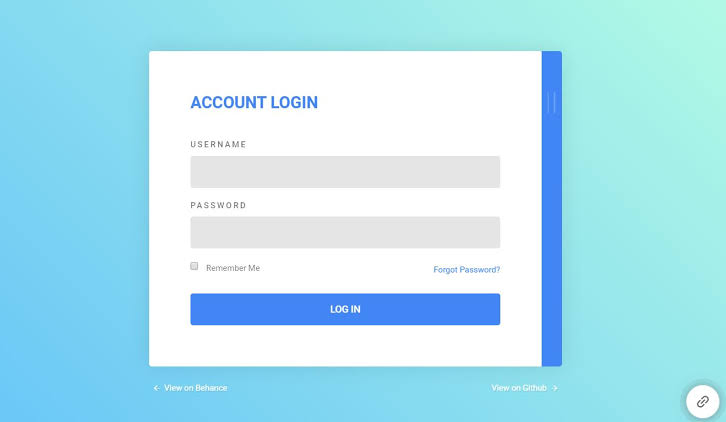 ACCOUNT LOGIN
USERNAME
PASSWORD
Remember Me
Forgot Password?
LOG IN
View on Behance
View on Github